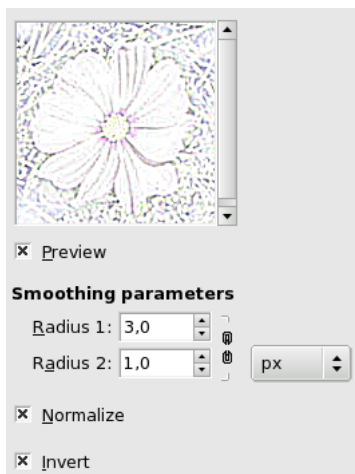 Preview
Smoothing parameters
Radius 1: 3,0
Radius 2: 1,0
px
Normalize
Invert